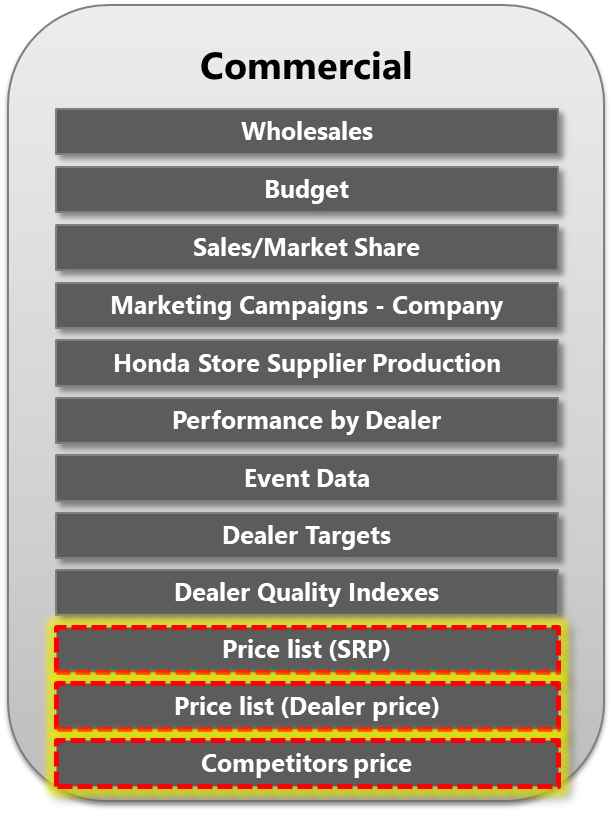 Commercial
Wholesales
Budget
Sales/Market Share
Marketing Campaigns - Company
Honda Store Supplier Production
Performance by Dealer
Event Data
Dealer Targets
Dealer Quality Indexes
Price list (SRP)
Price list (Dealer price)
Competitors price